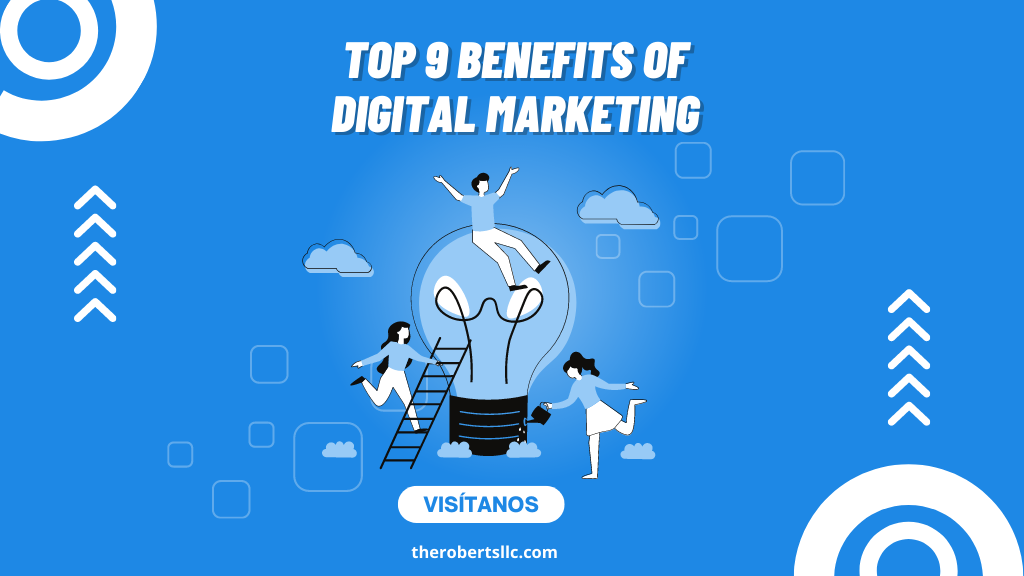 TOP 9 BENEFITS OF
DIGITAL MARKETING
VISÍTANOS
therobertsllc.com